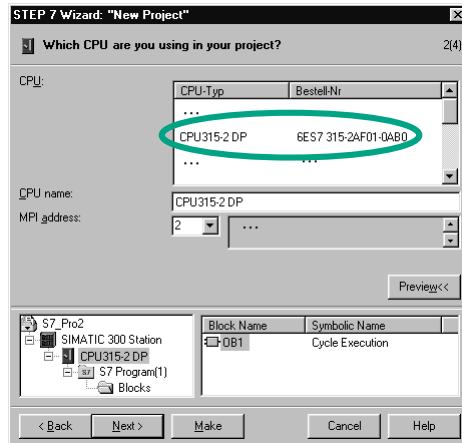 STEP 7 Wizard: "New Project"
Which CPU are you using in your project? 2(4)
CPU:
CPU-Typ Bestell-Nr
...
CPU315-2 DP 6ES7 315-2AF01-0AB0
... ...
CPU name: CPU315-2 DP
MPI address: 2 ...
Preview<<
S7_Pro2
SIMATIC 300 Station
CPU315-2 DP
S7 Program(1)
Blocks
Block Name Symbolic Name
OB1 Cycle Execution
< Back Next > Make Cancel Help